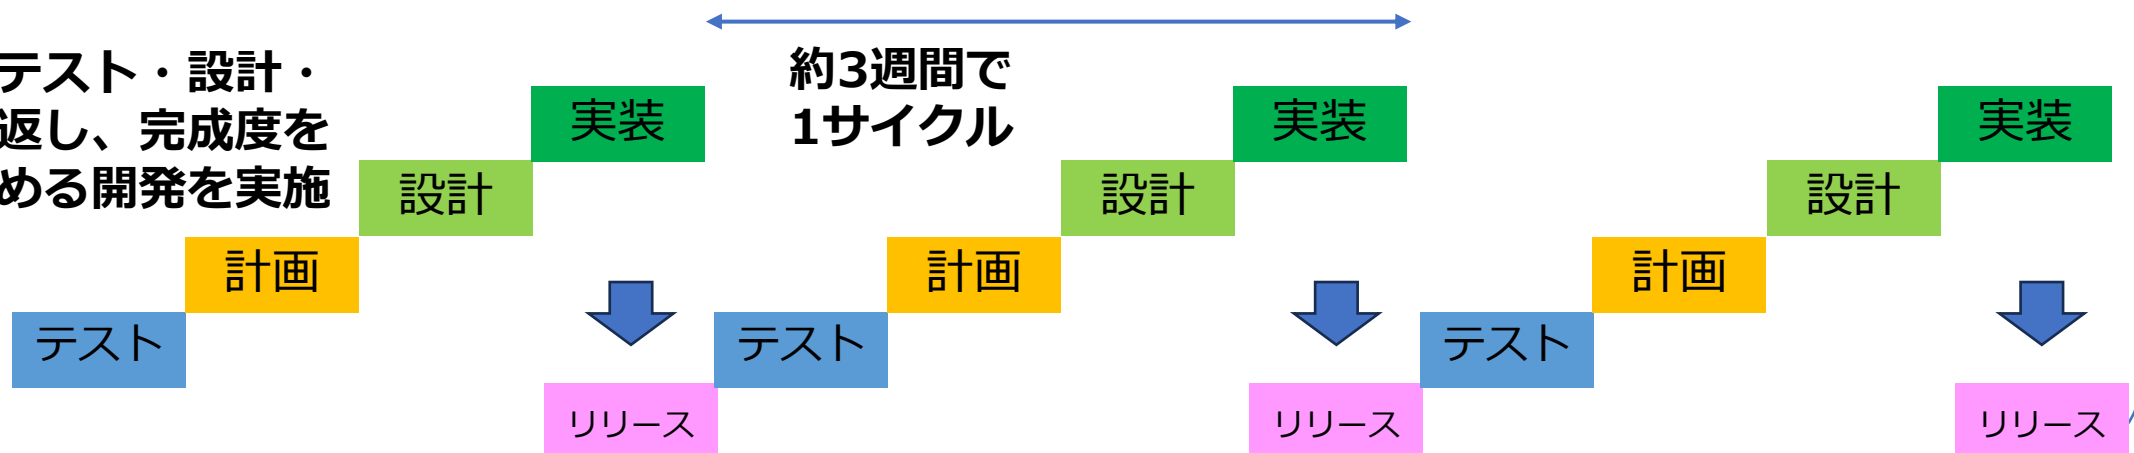 テスト・設計・
返し、完成度を
める開発を実施
約3週間で
1サイクル
実装
実装
実装
設計
設計
設計
計画
計画
計画
テスト
テスト
テスト
リリース
リリース
リリース